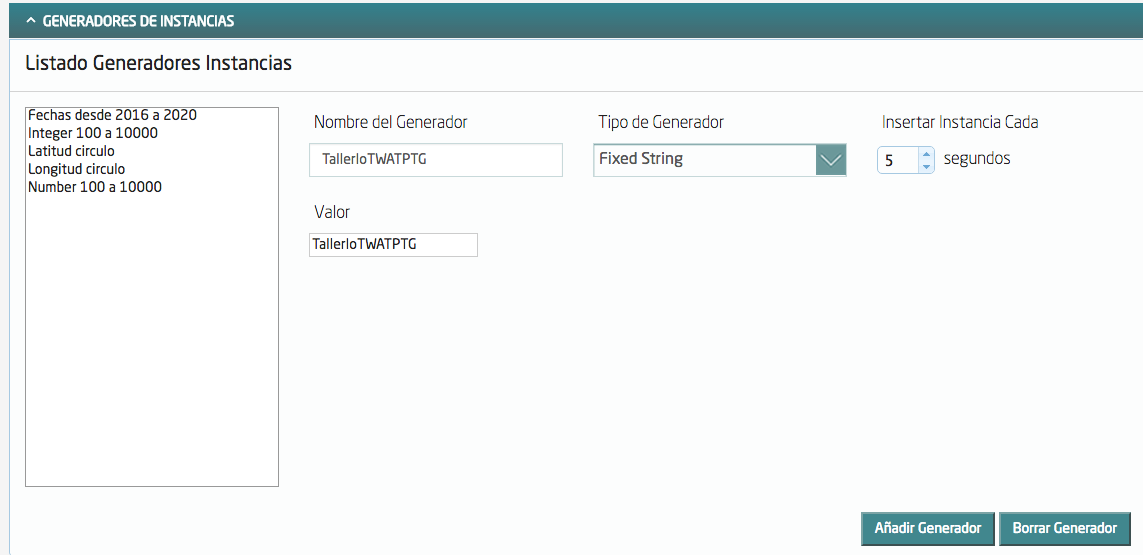 GENERADORES DE INSTANCIAS
Listado Generadores Instancias
Fechas desde 2016 a 2020
Integer 100 a 10000
Latitud circulo
Longitud circulo
Number 100 a 10000
Nombre del Generador
TallerIoTWATPTG
Tipo de Generador
Fixed String
Insertar Instancia Cada
5 segundos
Valor
TallerIoTWATPTG
Añadir Generador
Borrar Generador